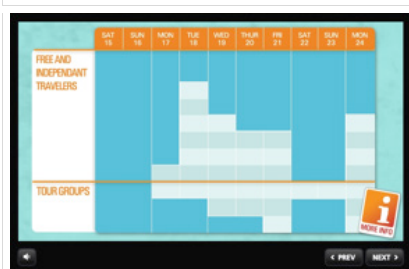 SAT SUN MON TUE WED THUR FRI SAT SUN MON
15 16 17 18 19 20 21 22 23 24
FREE AND
INDEPENDANT
TRAVELERS
TOUR GROUPS
i
MORE INFO
< PREV NEXT >